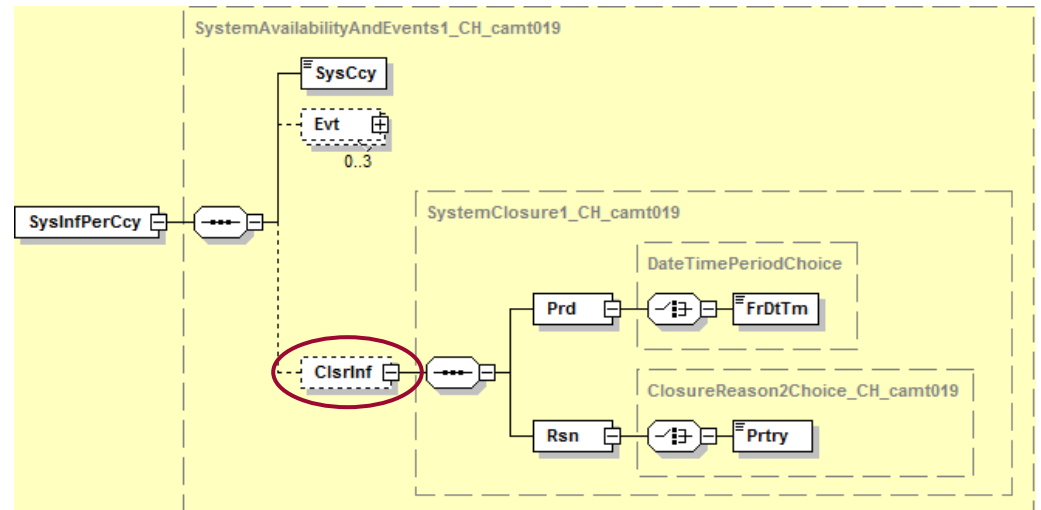 SystemAvailabilityAndEvents1_CH_camt019
SysCcy
Evt
0..3
SysInfPerCcy
SystemClosure1_CH_camt019
DateTimePeriodChoice
Prd
FrDtTm
ClsrInf
ClosureReason2Choice_CH_camt019
Rsn
Prtry